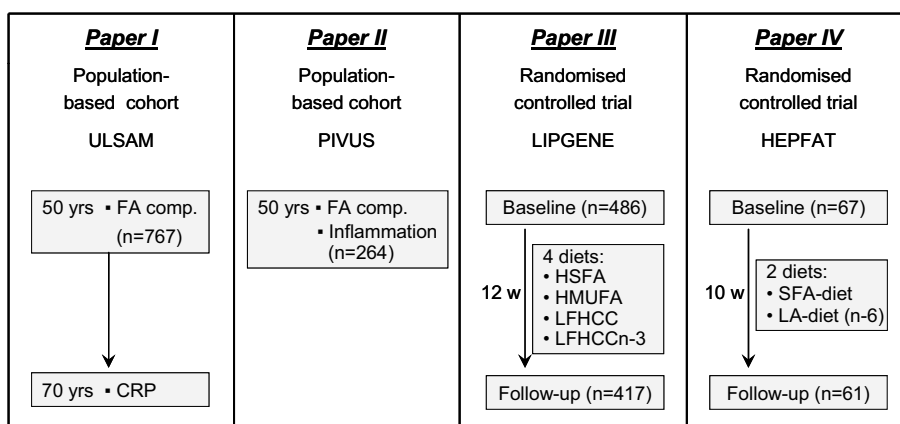 Paper I
Population-
based cohort
ULSAM
50 yrs ▪ FA comp.
(n=767)
70 yrs ▪ CRP
Paper II
Population-
based cohort
PIVUS
50 yrs ▪ FA comp.
▪ Inflammation
(n=264)
Paper III
Randomised
controlled trial
LIPGENE
Baseline (n=486)
12 w
4 diets:
• HSFA
• HMUFA
• LFHCC
• LFHCCn-3
Follow-up (n=417)
Paper IV
Randomised
controlled trial
HEPFAT
Baseline (n=67)
10 w
2 diets:
• SFA-diet
• LA-diet (n-6)
Follow-up (n=61)